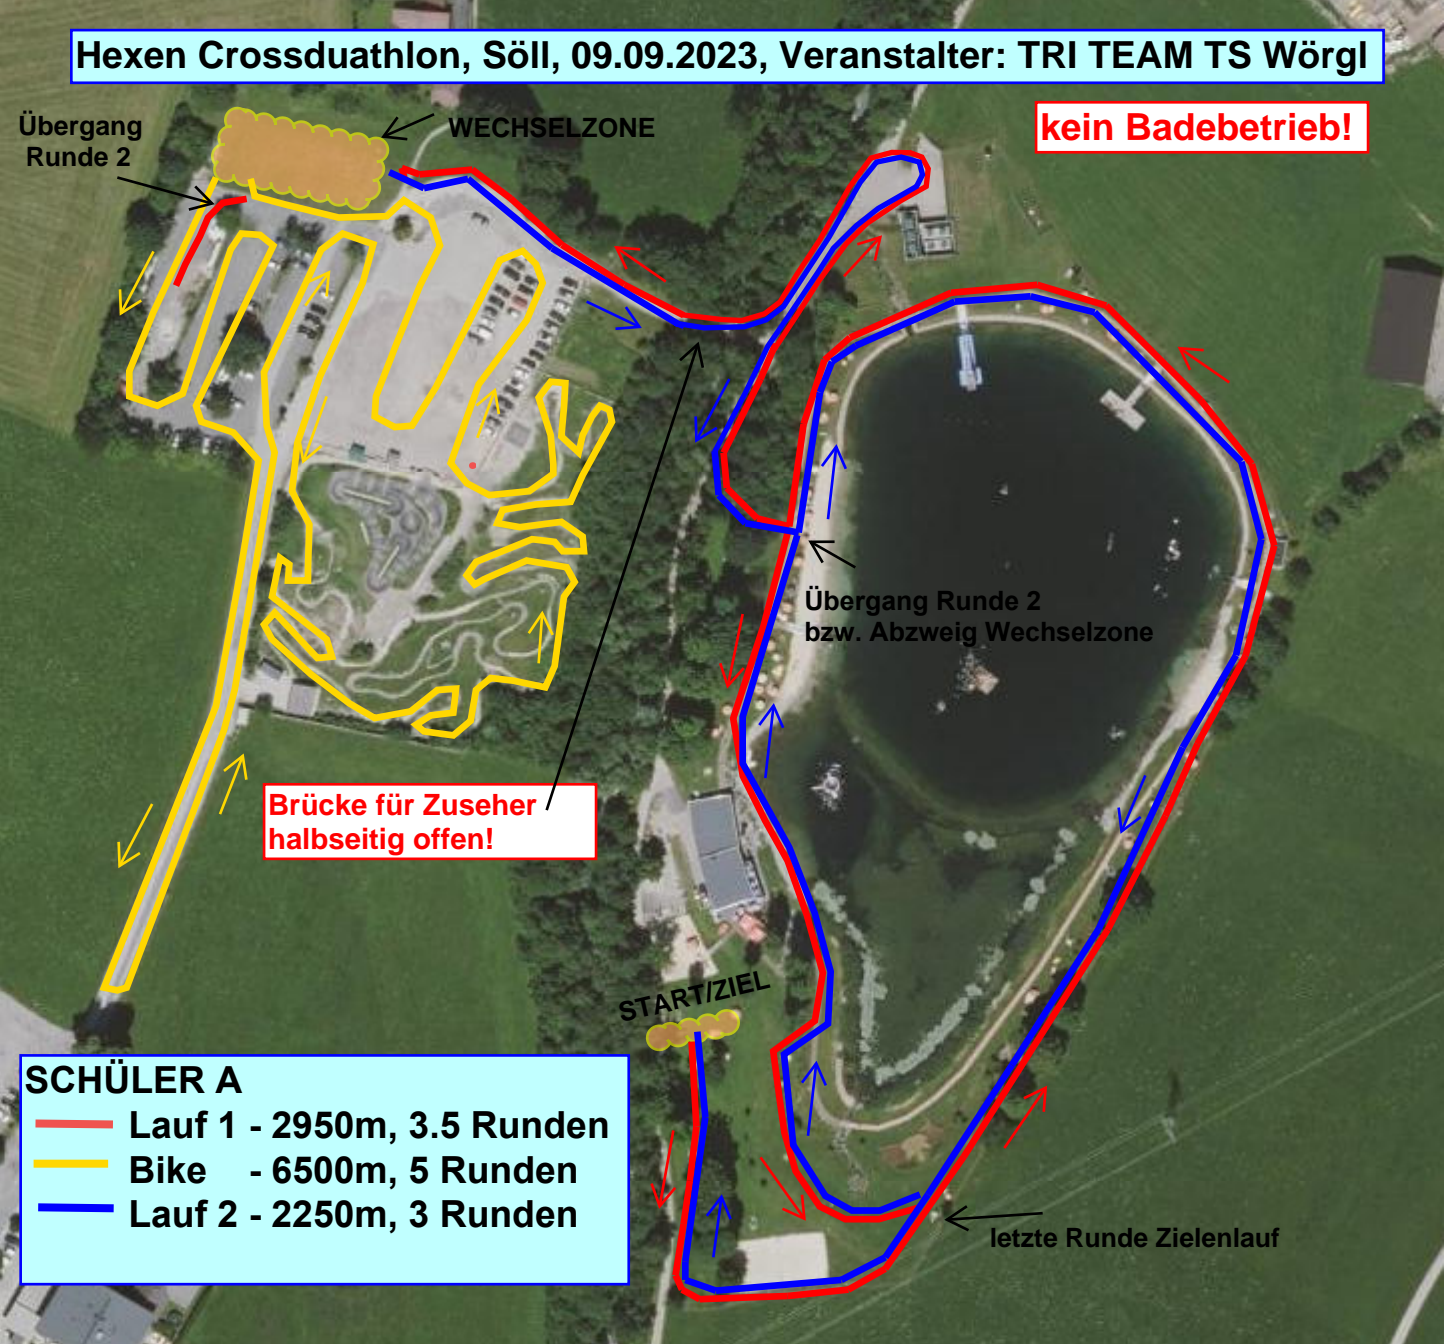 Hexen Crossduathlon, Söll, 09.09.2023, Veranstalter: TRI TEAM TS Wörgl
kein Badebetrieb!
Übergang
Runde 2
WECHSELZONE
Übergang Runde 2
bzw. Abzweig Wechselzone
Brücke für Zuseher
halbseitig offen!
START/ZIEL
SCHÜLER A
Lauf 1 - 2950m, 3.5 Runden
Bike - 6500m, 5 Runden
Lauf 2 - 2250m, 3 Runden
letzte Runde Zielenlauf